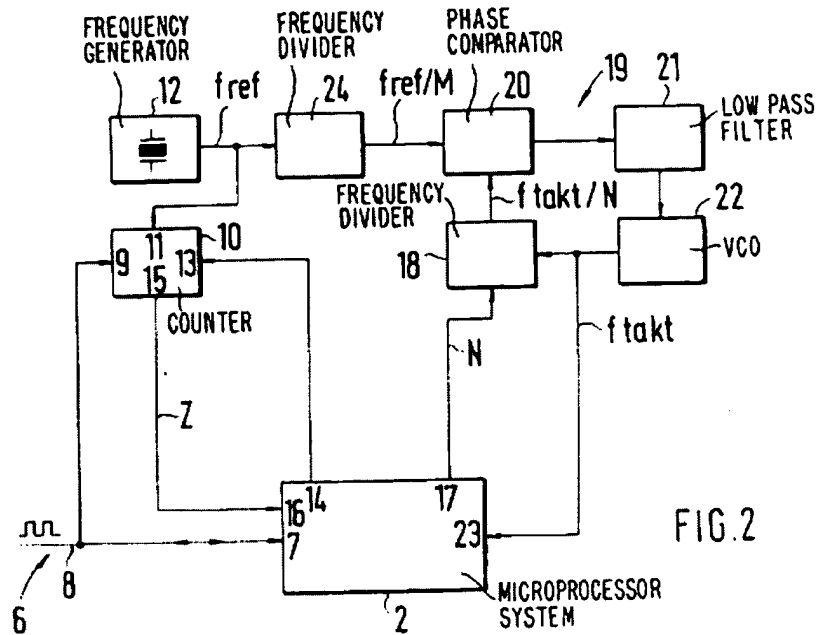 FREQUENCY
GENERATOR
12
f ref
FREQUENCY
DIVIDER
24
f ref/M
PHASE
COMPARATOR
20
19
21
LOW PASS
FILTER
FREQUENCY
DIVIDER
18
f takt/N
22
VCO
f takt
10
9
11
13
15
COUNTER
Z
N
14
17
16
7
23
6
8
2
MICROPROCESSOR
SYSTEM
FIG.2